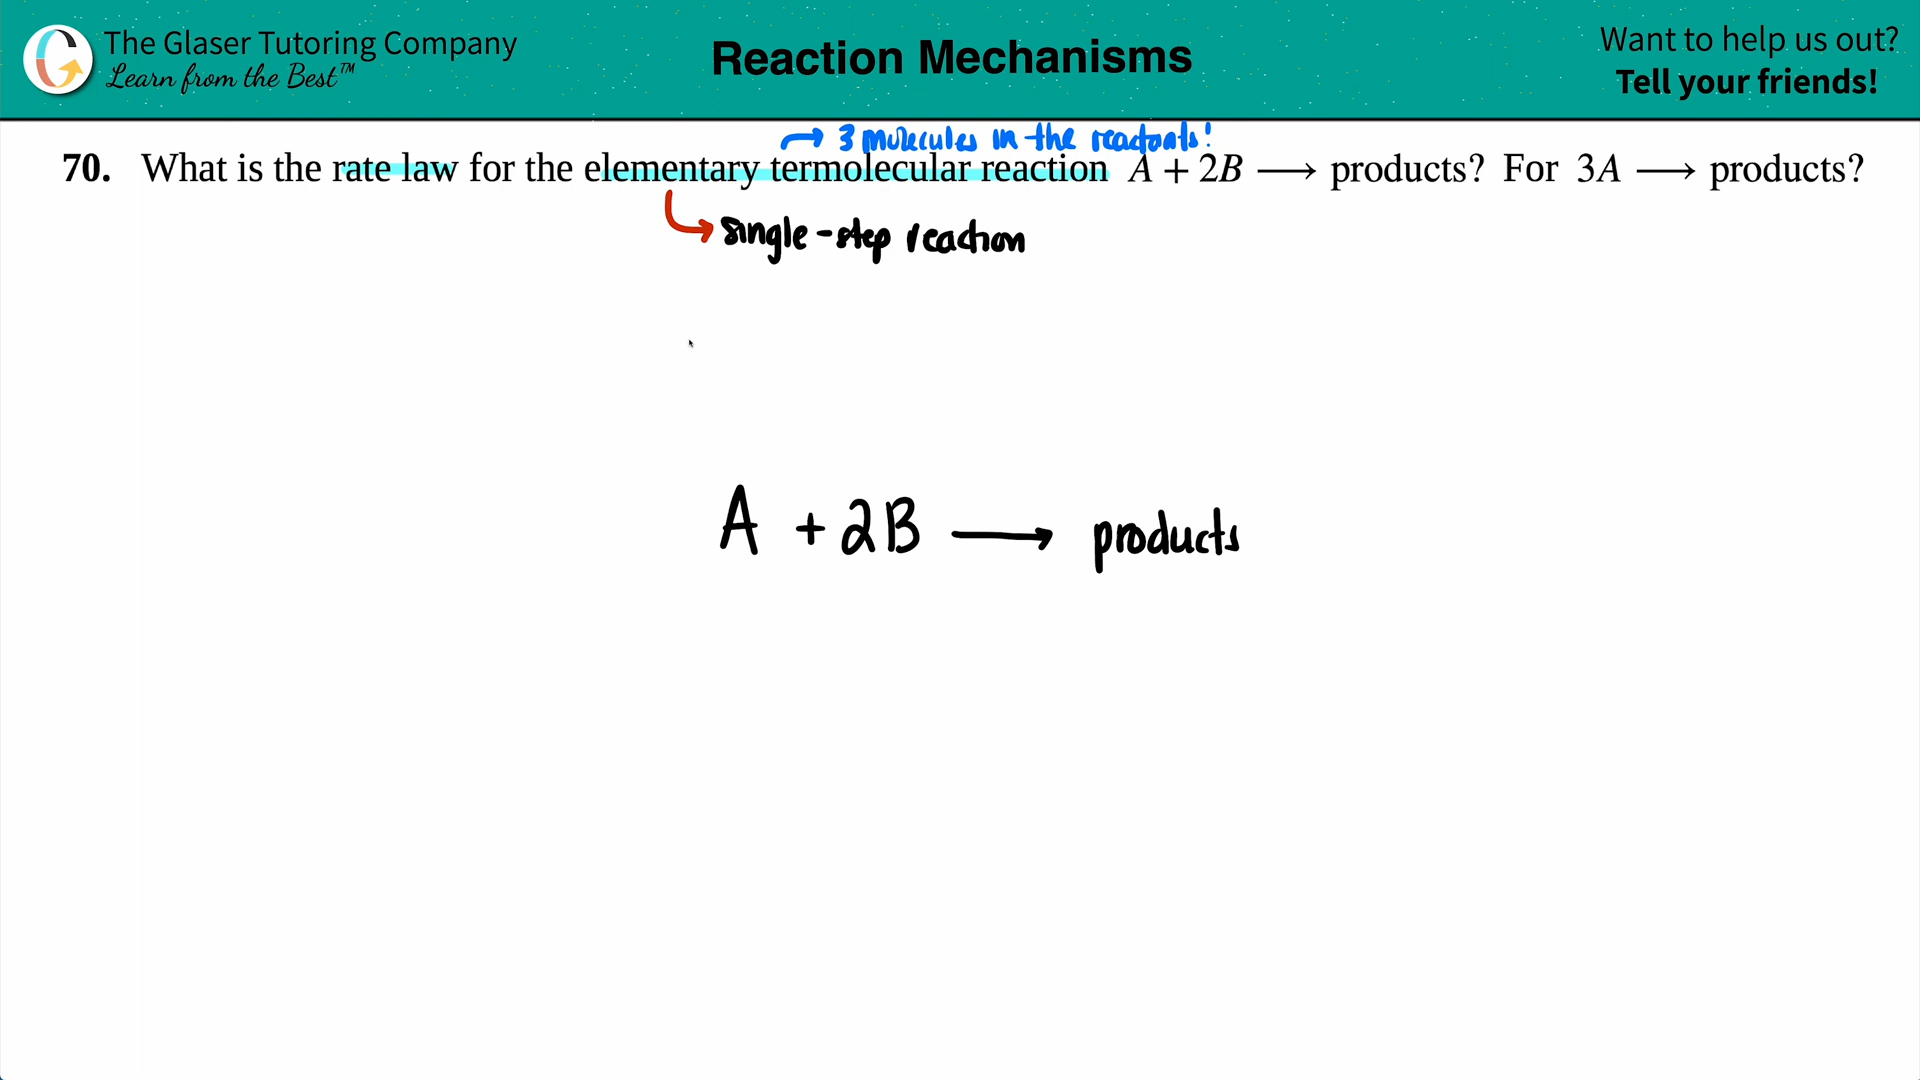 The Glaser Tutoring Company
Learn from the Best™
Reaction Mechanisms
Want to help us out?
Tell your friends!
→ 3 molecules in the reactants!
70. What is the rate law for the elementary termolecular reaction A + 2B ⟶ products? For 3A ⟶ products?
single-step reaction
A + 2B ⟶ products